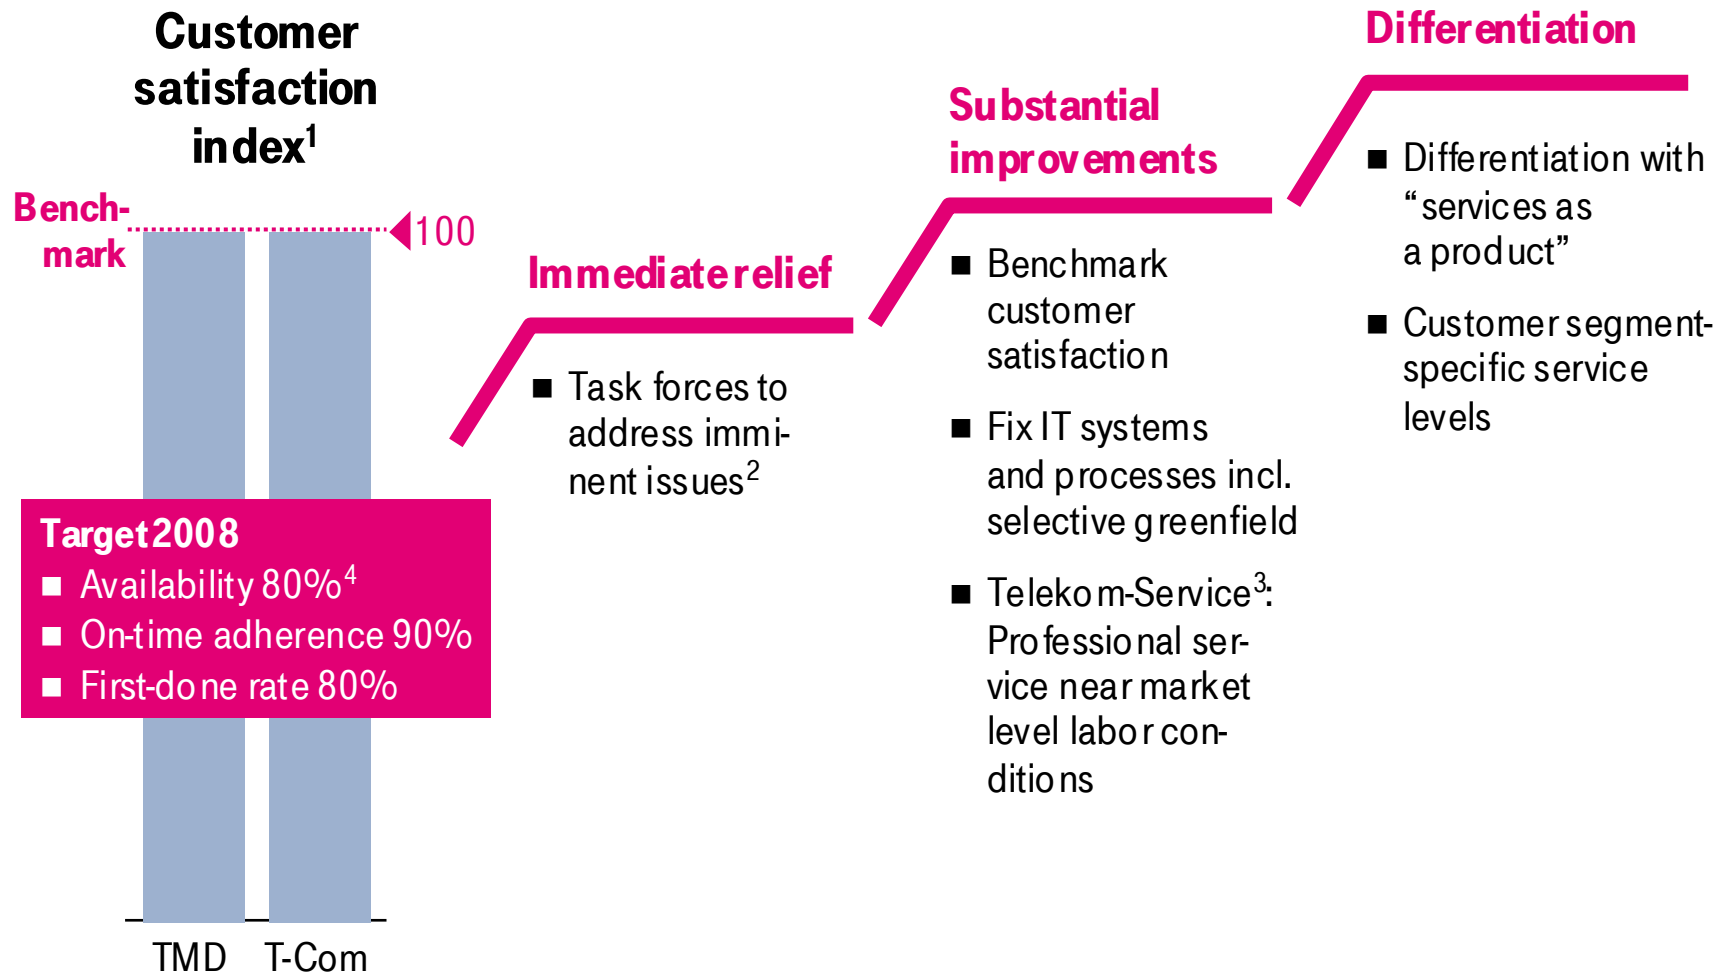 Customer
satisfaction
index1
Bench-
mark
100
Target 2008
■ Availability 80%4
■ On-time adherence 90%
■ First-done rate 80%
TMD
T-Com
Immediate relief
■ Task forces to
address immi-
nent issues2
Substantial
improvements
■ Benchmark
customer
satisfaction
■ Fix IT systems
and processes incl.
selective greenfield
■ Telekom-Service3:
Professional ser-
vice near market
level labor con-
ditions
Differentiation
■ Differentiation with
“services as
a product”
■ Customer segment-
specific service
levels